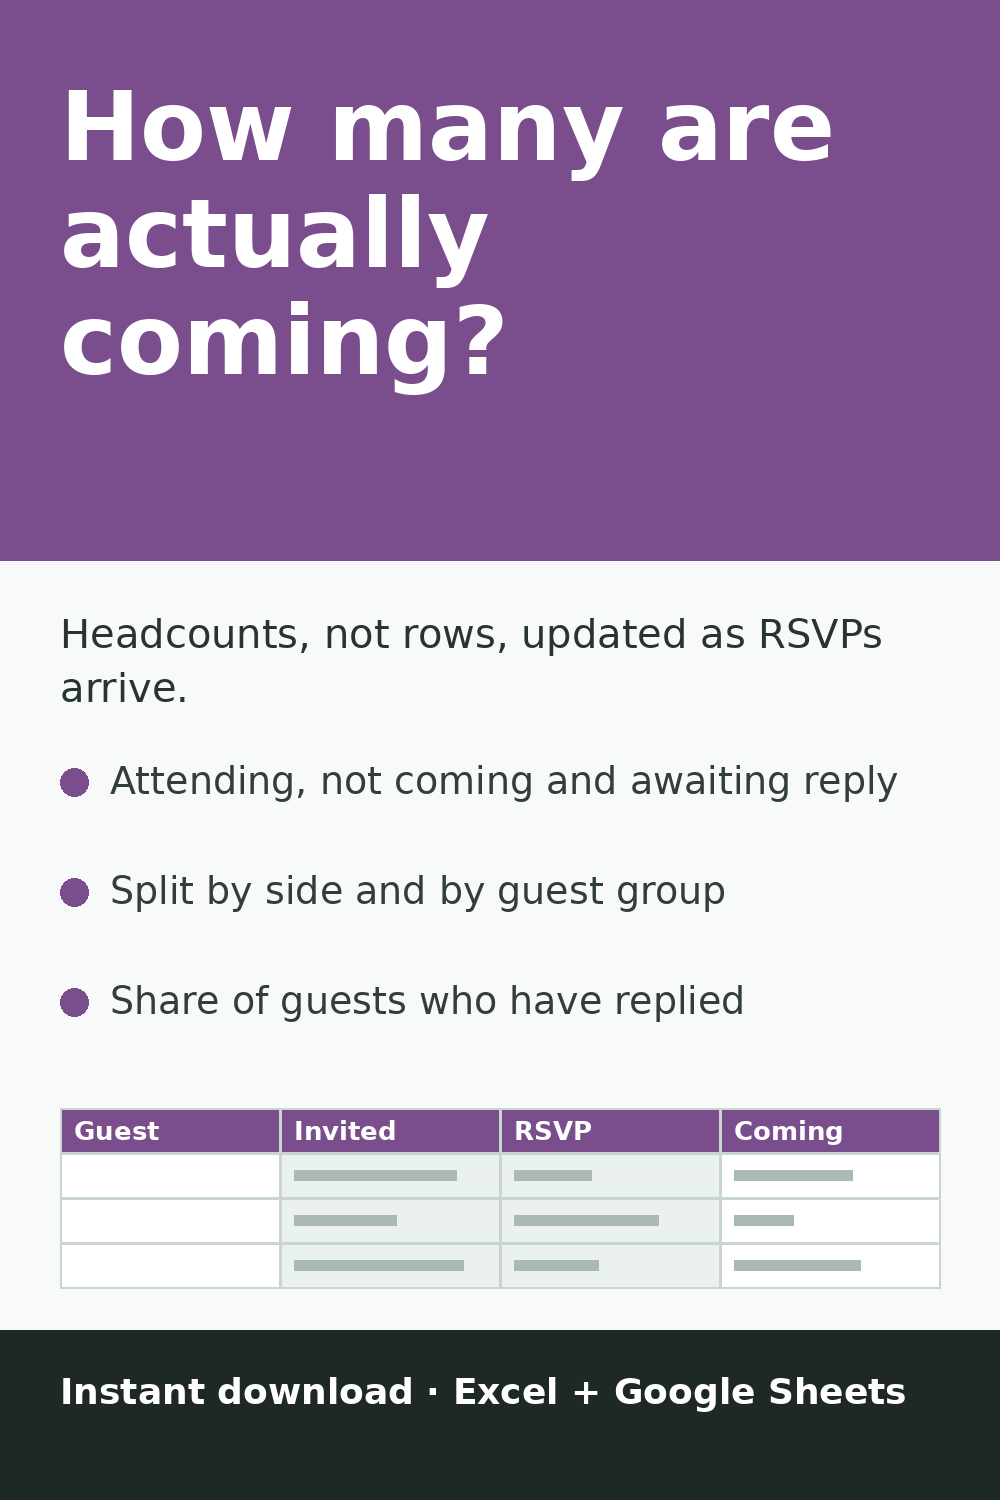 How many are
actually
coming?
Headcounts, not rows, updated as RSVPs
arrive.
Attending, not coming and awaiting reply
Split by side and by guest group
Share of guests who have replied
Guest Invited RSVP Coming
Instant download · Excel + Google Sheets